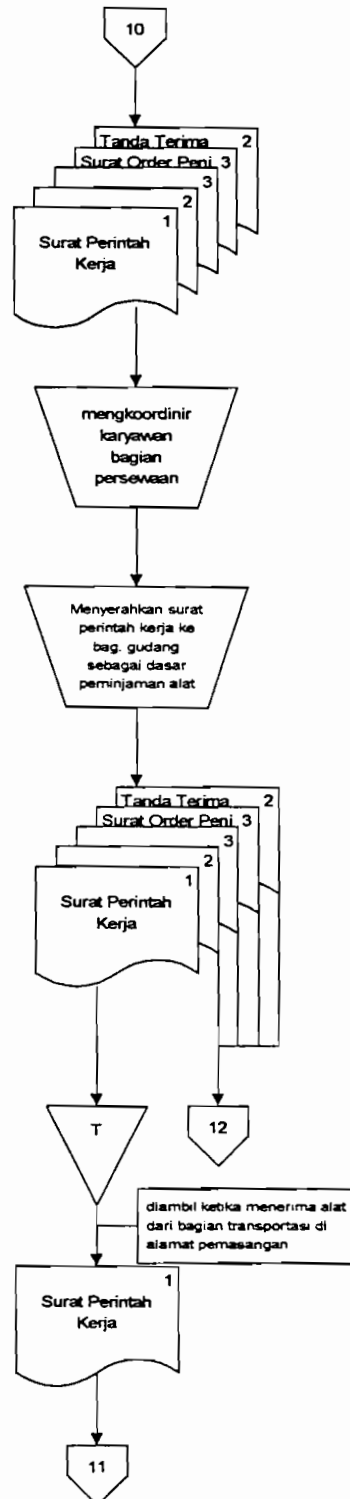 10
Tanda Terima 2
Surat Order Peni 3
3
2
1
Surat Perintah
Kerja
mengkoordinir
karyawan
bagian
persewaan
Menyerahkan surat
perintah kerja ke
bag. gudang
sebagai dasar
peminjaman alat
Tanda Terima 2
Surat Order Peni 3
3
2
1
Surat Perintah
Kerja
T
12
diambil ketika menerima alat
dari bagian transportasi di
alamat pemasangan
1
Surat Perintah
Kerja
11